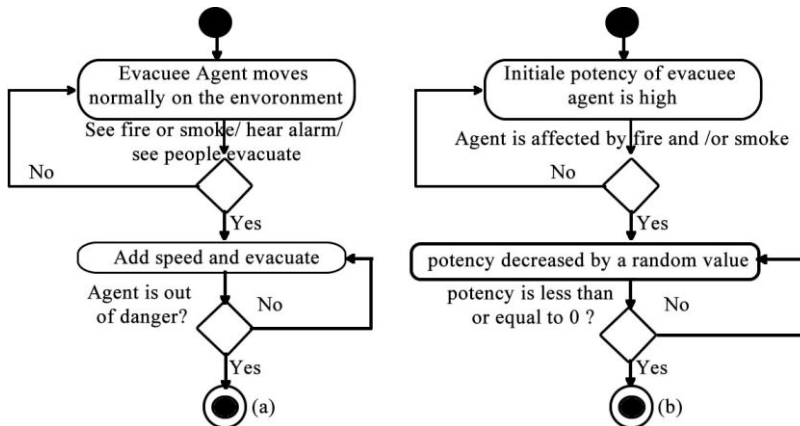 Evacuee Agent moves
normally on the envoronment
See fire or smoke/ hear alarm/
see people evacuate
No
Yes
Add speed and evacuate
Agent is out
of danger?
No
Yes
(a)
Initiale potency of evacuee
agent is high
Agent is affected by fire and /or smoke
No
Yes
potency decreased by a random value
potency is less than
or equal to 0 ?
No
Yes
(b)